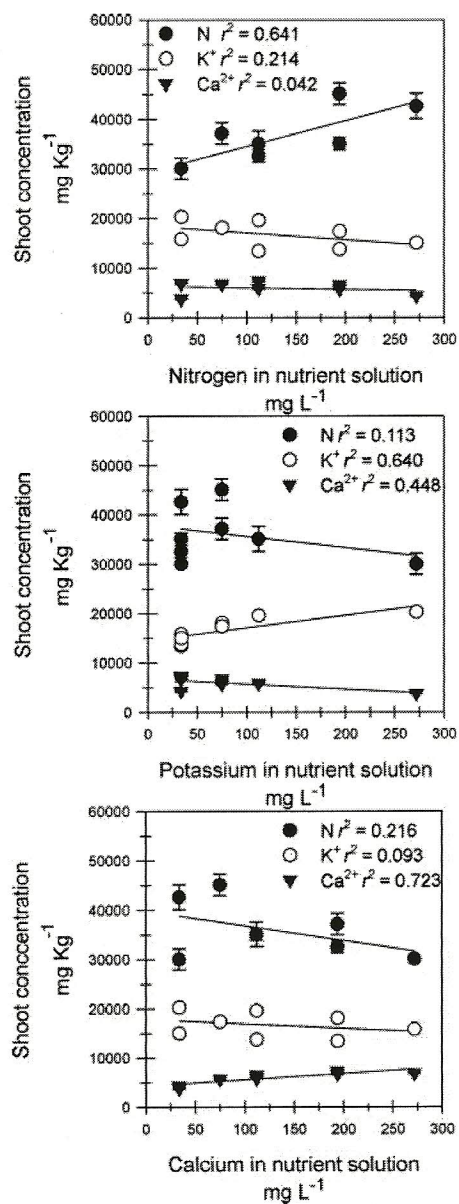 N r² = 0.641
K⁺ r² = 0.214
Ca²⁺ r² = 0.042
60000
50000
40000
30000
20000
10000
0
Shoot concentration
mg Kg⁻¹
0 50 100 150 200 250 300
Nitrogen in nutrient solution
mg L⁻¹
N r² = 0.113
K⁺ r² = 0.640
Ca²⁺ r² = 0.448
60000
50000
40000
30000
20000
10000
0
Shoot concentration
mg Kg⁻¹
0 50 100 150 200 250 300
Potassium in nutrient solution
mg L⁻¹
N r² = 0.216
K⁺ r² = 0.093
Ca²⁺ r² = 0.723
60000
50000
40000
30000
20000
10000
0
Shoot conccentration
mg Kg⁻¹
0 50 100 150 200 250 300
Calcium in nutrient solution
mg L⁻¹